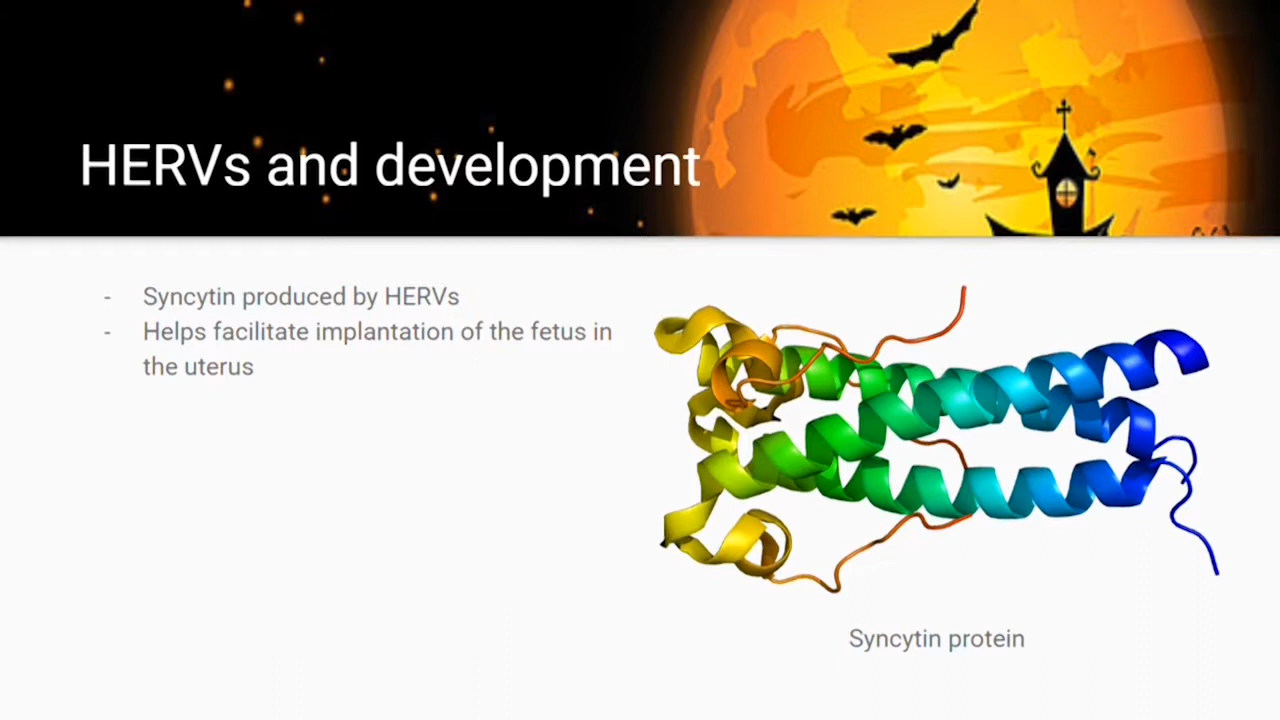 HERVs and development
- Syncytin produced by HERVs
- Helps facilitate implantation of the fetus in
the uterus
Syncytin protein